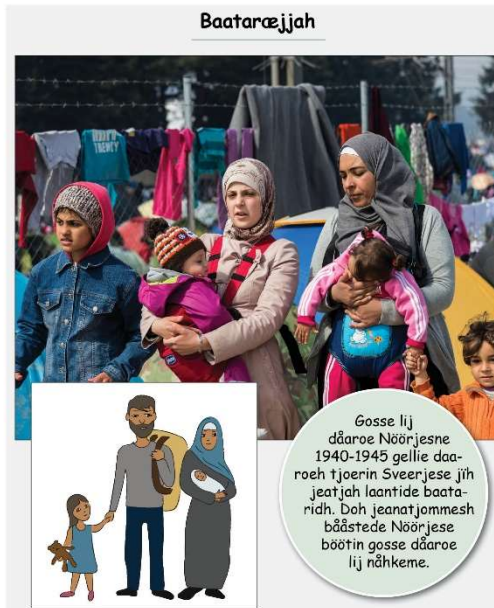 Baataræjjah
Gosse lij
dåaroe Nöörjesne
1940-1945 gellie daa-
roeh tjoerin Sveerjese jïh
jeatjah laantide baata-
ridh. Doh jeanatjommesh
bååstede Nöörjese
böötin gosse dåaroe
lij nåhkeme.